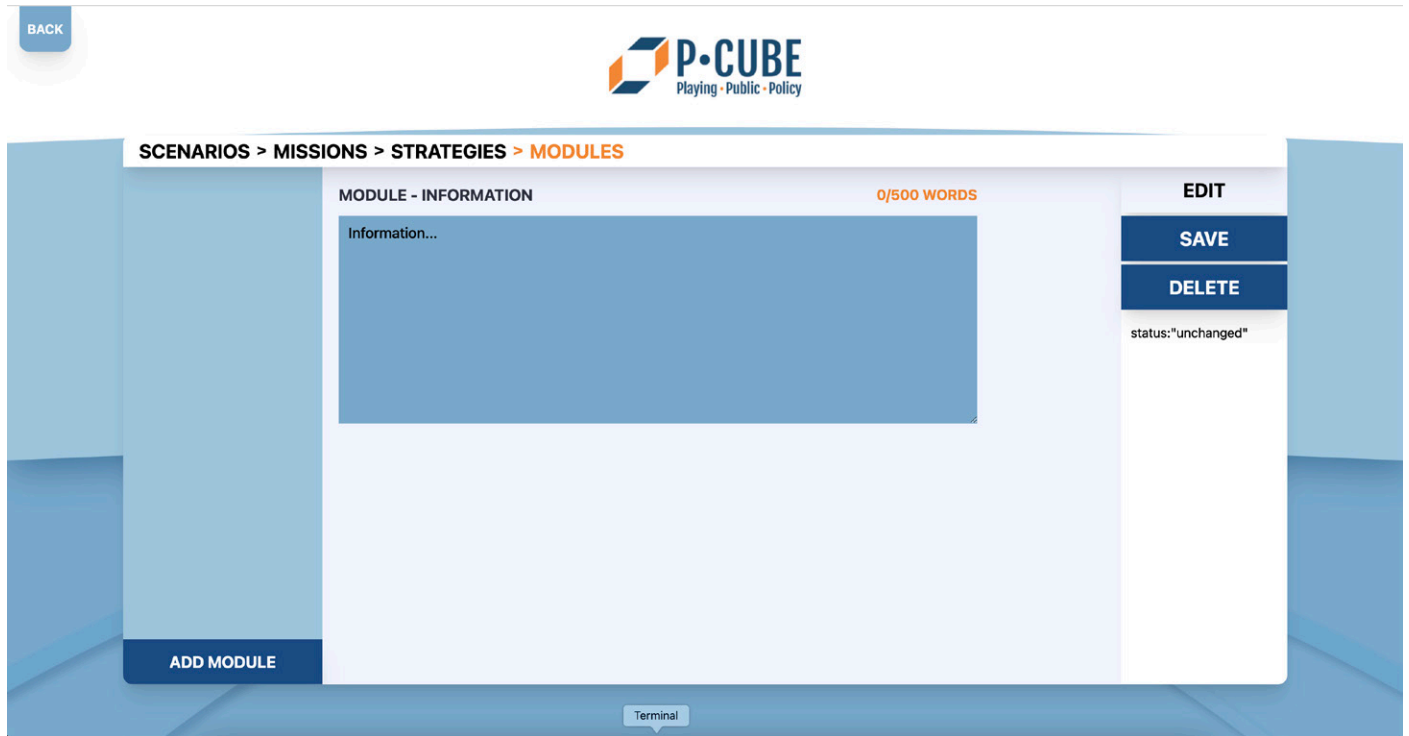 BACK
P•CUBE
Playing • Public • Policy
SCENARIOS > MISSIONS > STRATEGIES > MODULES
MODULE - INFORMATION
0/500 WORDS
Information...
EDIT
SAVE
DELETE
status:"unchanged"
ADD MODULE
Terminal